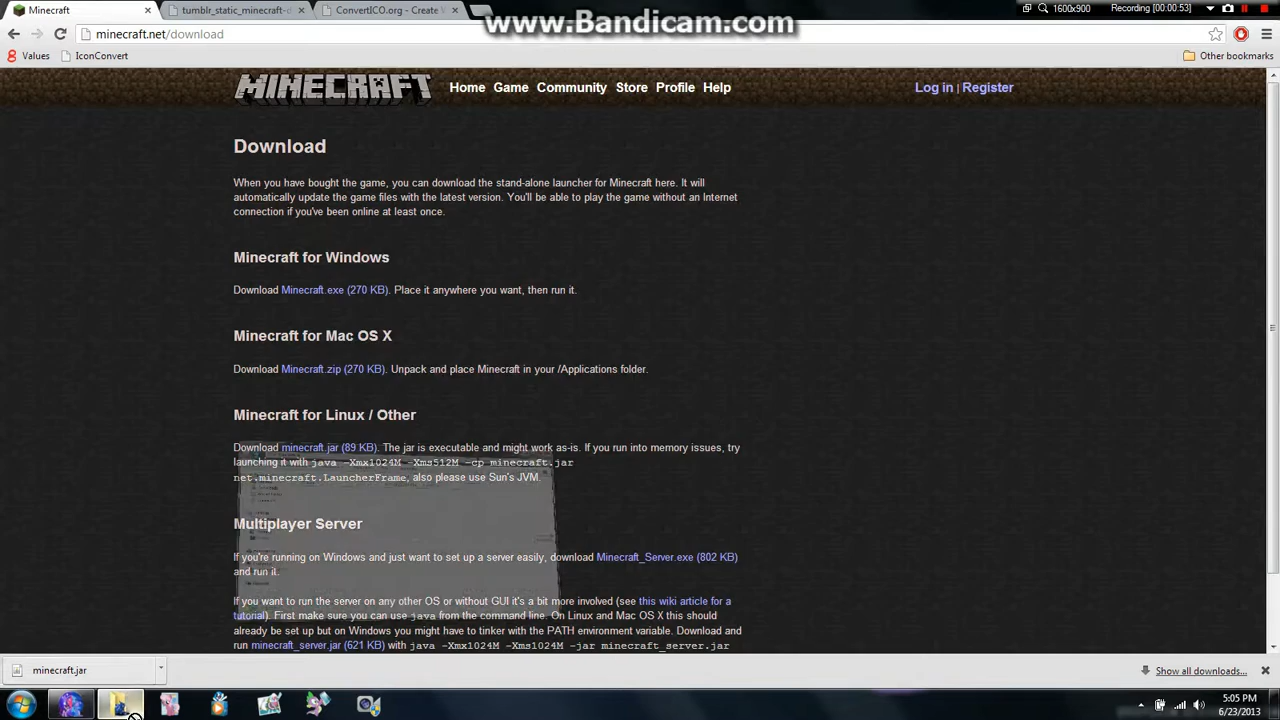 www.Bandicam.com
1600x900
Recording [00:00:53]
Minecraft
tumblr_static_minecraft-d
ConvertICO.org - Create W
minecraft.net/download
Values
IconConvert
Other bookmarks
MINECRAFT
Home Game Community Store Profile Help
Log in | Register
Download
When you have bought the game, you can download the stand-alone launcher for Minecraft here. It will
automatically update the game files with the latest version. You'll be able to play the game without an Internet
connection if you've been online at least once.
Minecraft for Windows
Download Minecraft.exe (270 KB). Place it anywhere you want, then run it.
Minecraft for Mac OS X
Download Minecraft.zip (270 KB). Unpack and place Minecraft in your /Applications folder.
Minecraft for Linux / Other
Download minecraft.jar (89 KB). The jar is executable and might work as-is. If you run into memory issues, try
launching it with java -Xmx1024M -Xms512M -cp minecraft.jar
net.minecraft.LauncherFrame, also please use Sun's JVM.
Multiplayer Server
If you're running on Windows and just want to set up a server easily, download Minecraft_Server.exe (802 KB)
and run it.
If you want to run the server on any other OS or without GUI it's a bit more involved (see this wiki article for a
tutorial). First make sure you can use java from the command line. On Linux and Mac OS X this should
already be set up but on Windows you might have to tinker with the PATH environment variable. Download and
run minecraft_server.jar (621 KB) with java -Xmx1024M -Xms1024M -jar minecraft_server.jar
minecraft.jar
Show all downloads...
5:05 PM
6/23/2013